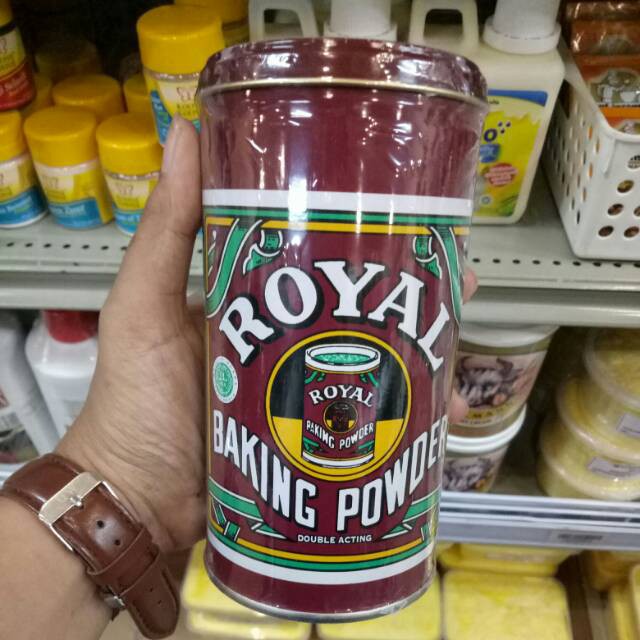 ROYAL
ROYAL
BAKING POWDER
BAKING POWDER
DOUBLE ACTING